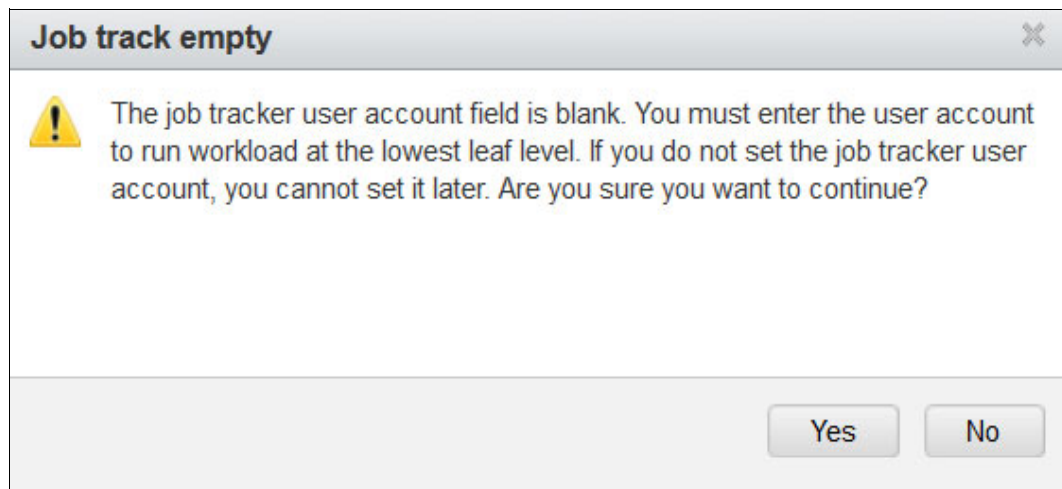 Job track empty
The job tracker user account field is blank. You must enter the user account
to run workload at the lowest leaf level. If you do not set the job tracker user
account, you cannot set it later. Are you sure you want to continue?
Yes No